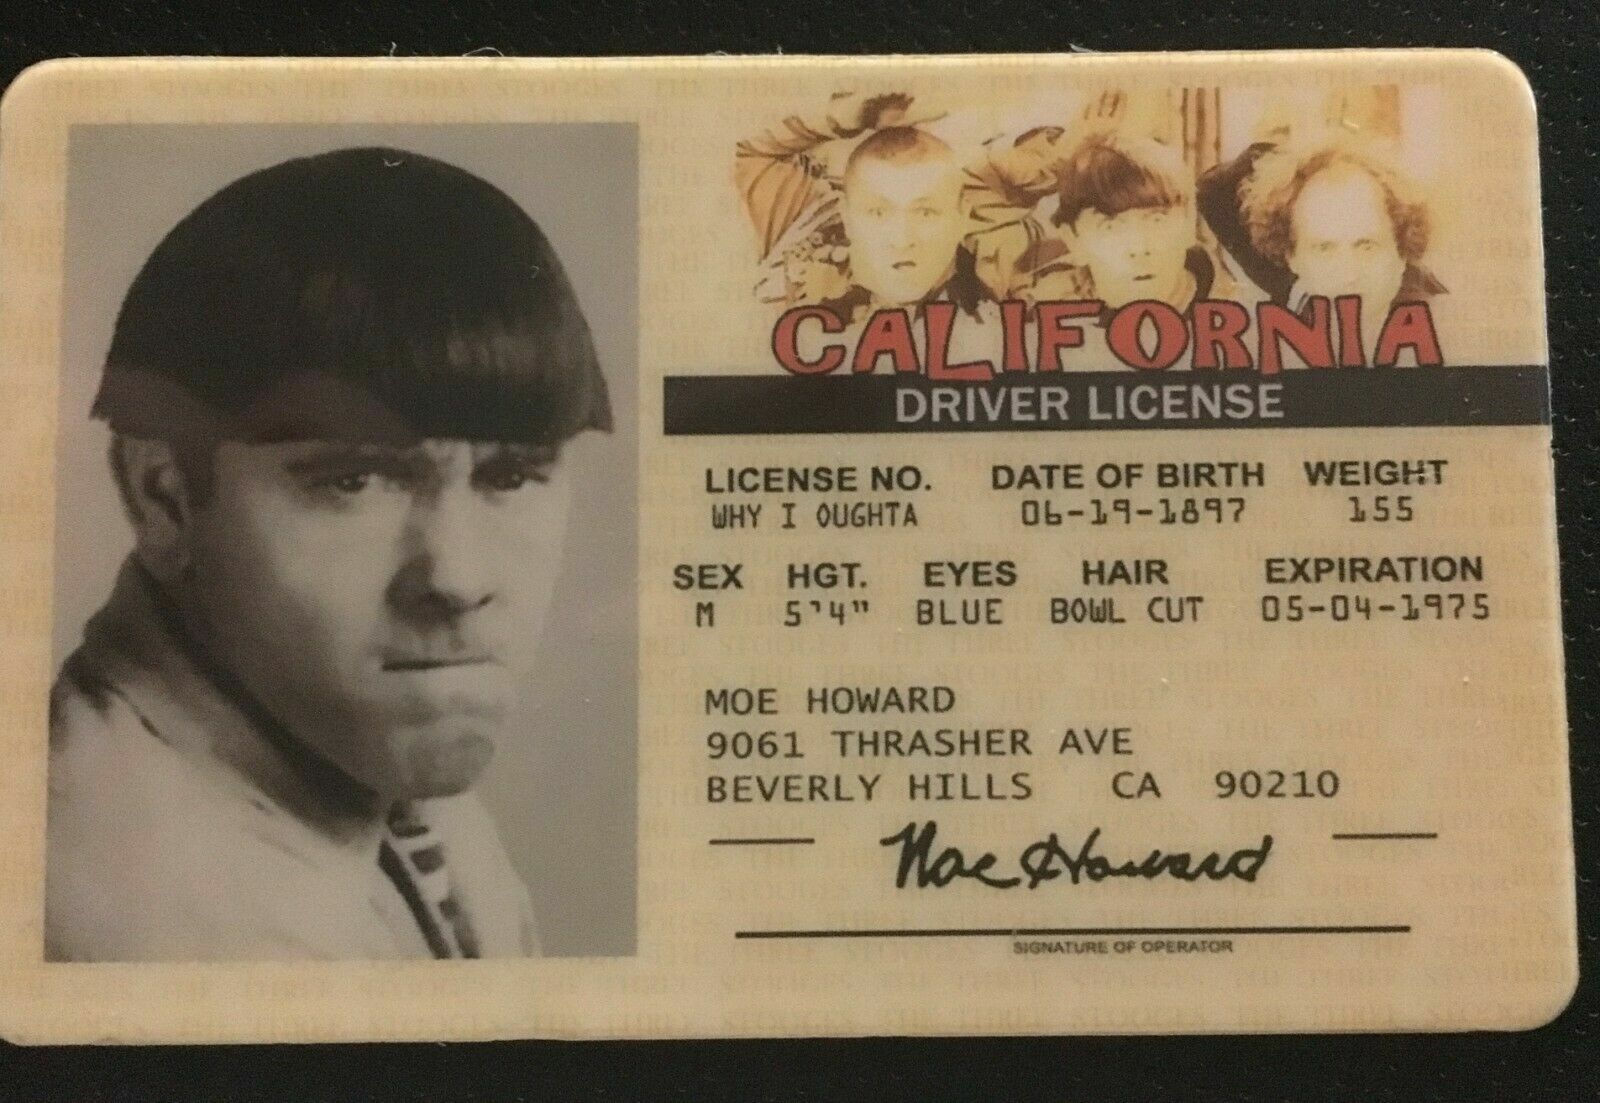 CALIFORNIA
DRIVER LICENSE
LICENSE NO. DATE OF BIRTH WEIGHT
WHY I OUGHTA 06-19-1897 155
SEX HGT. EYES HAIR EXPIRATION
M 5'4" BLUE BOWL CUT 05-04-1975
MOE HOWARD
9061 THRASHER AVE
BEVERLY HILLS CA 90210
Moe Howard
SIGNATURE OF OPERATOR